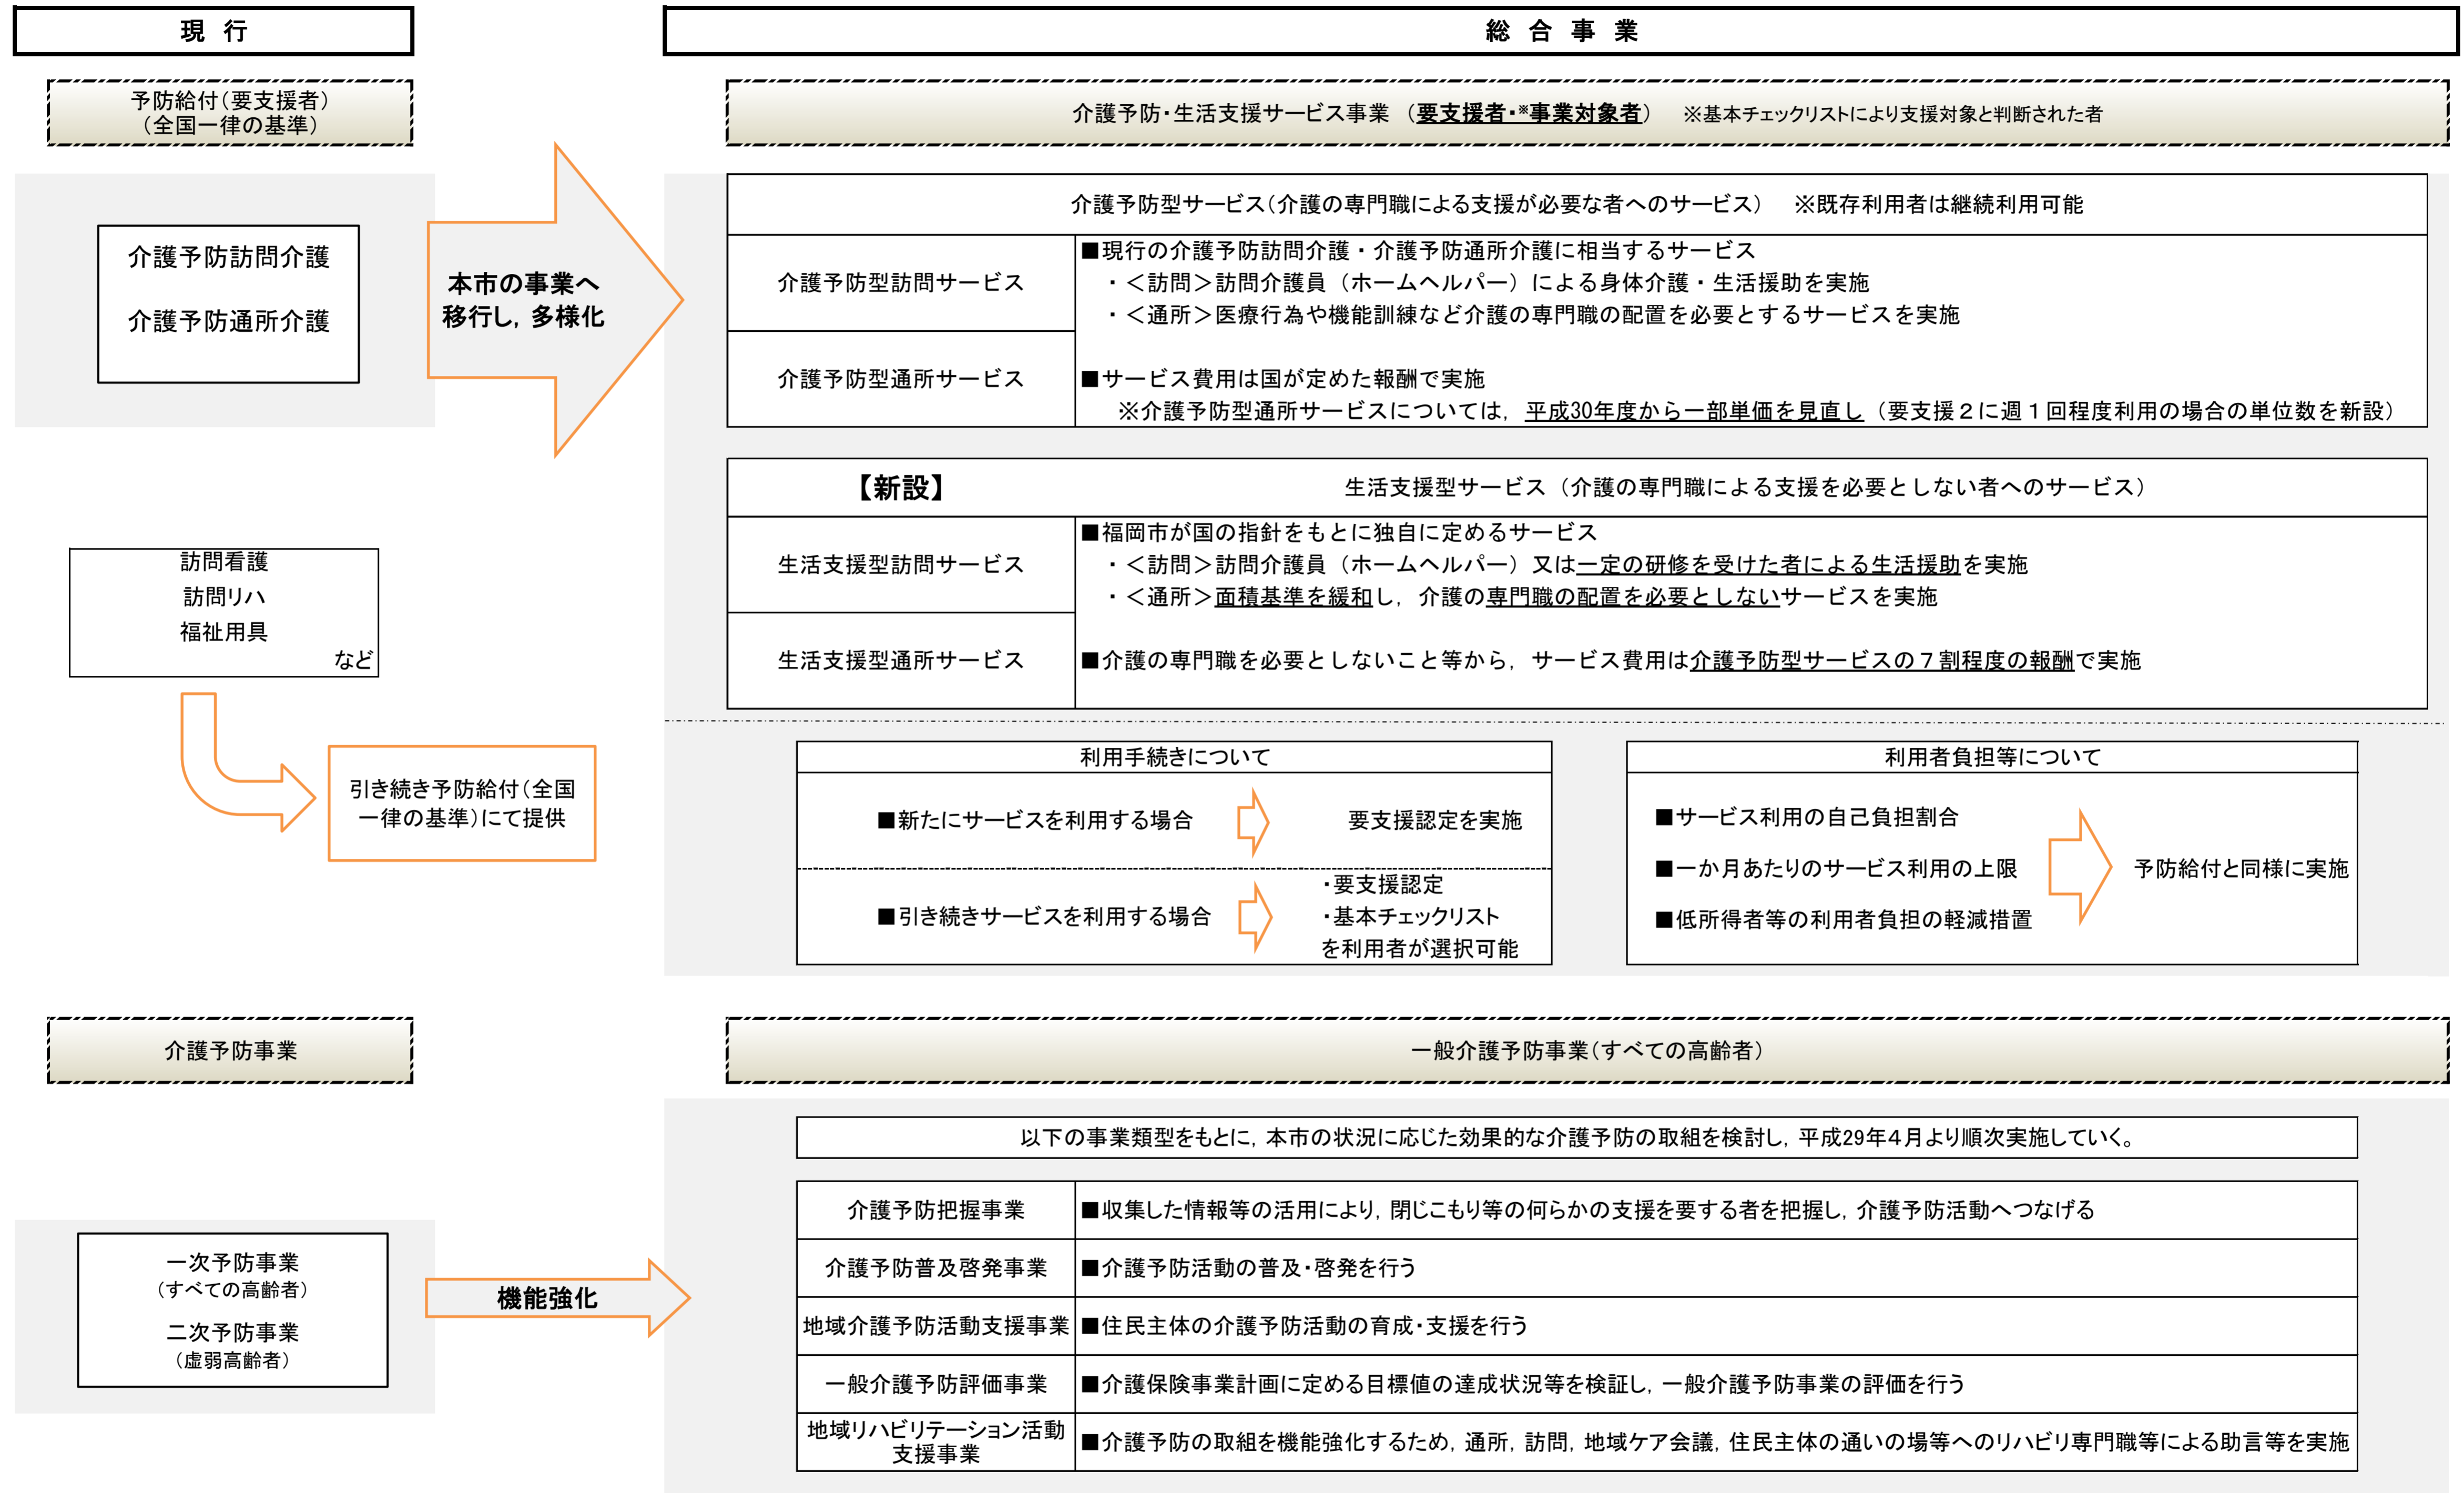 現 行
総 合 事 業
予防給付（要支援者）
（全国一律の基準）
介護予防・生活支援サービス事業 （要支援者・※事業対象者） ※基本チェックリストにより支援対象と判断された者
介護予防訪問介護
介護予防通所介護
本市の事業へ
移行し，多様化
介護予防型サービス（介護の専門職による支援が必要な者へのサービス） ※既存利用者は継続利用可能
介護予防型訪問サービス
介護予防型通所サービス
■現行の介護予防訪問介護・介護予防通所介護に相当するサービス
・＜訪問＞訪問介護員（ホームヘルパー）による身体介護・生活援助を実施
・＜通所＞医療行為や機能訓練など介護の専門職の配置を必要とするサービスを実施
■サービス費用は国が定めた報酬で実施
※介護予防型通所サービスについては，平成30年度から一部単価を見直し（要支援２に週１回程度利用の場合の単位数を新設）
【新設】
生活支援型サービス（介護の専門職による支援を必要としない者へのサービス）
生活支援型訪問サービス
生活支援型通所サービス
■福岡市が国の指針をもとに独自に定めるサービス
・＜訪問＞訪問介護員（ホームヘルパー）又は一定の研修を受けた者による生活援助を実施
・＜通所＞面積基準を緩和し，介護の専門職の配置を必要としないサービスを実施
■介護の専門職を必要としないこと等から，サービス費用は介護予防型サービスの７割程度の報酬で実施
訪問看護
訪問リハ
福祉用具
など
引き続き予防給付（全国
一律の基準）にて提供
利用手続きについて
■新たにサービスを利用する場合
要支援認定を実施
■引き続きサービスを利用する場合
・要支援認定
・基本チェックリスト
を利用者が選択可能
利用者負担等について
■サービス利用の自己負担割合
■一か月あたりのサービス利用の上限
■低所得者等の利用者負担の軽減措置
予防給付と同様に実施
介護予防事業
一般介護予防事業（すべての高齢者）
一次予防事業
（すべての高齢者）
二次予防事業
（虚弱高齢者）
機能強化
以下の事業類型をもとに，本市の状況に応じた効果的な介護予防の取組を検討し，平成29年４月より順次実施していく。
介護予防把握事業
■収集した情報等の活用により，閉じこもり等の何らかの支援を要する者を把握し，介護予防活動へつなげる
介護予防普及啓発事業
■介護予防活動の普及・啓発を行う
地域介護予防活動支援事業
■住民主体の介護予防活動の育成・支援を行う
一般介護予防評価事業
■介護保険事業計画に定める目標値の達成状況等を検証し，一般介護予防事業の評価を行う
地域リハビリテーション活動
支援事業
■介護予防の取組を機能強化するため，通所，訪問，地域ケア会議，住民主体の通いの場等へのリハビリ専門職等による助言等を実施